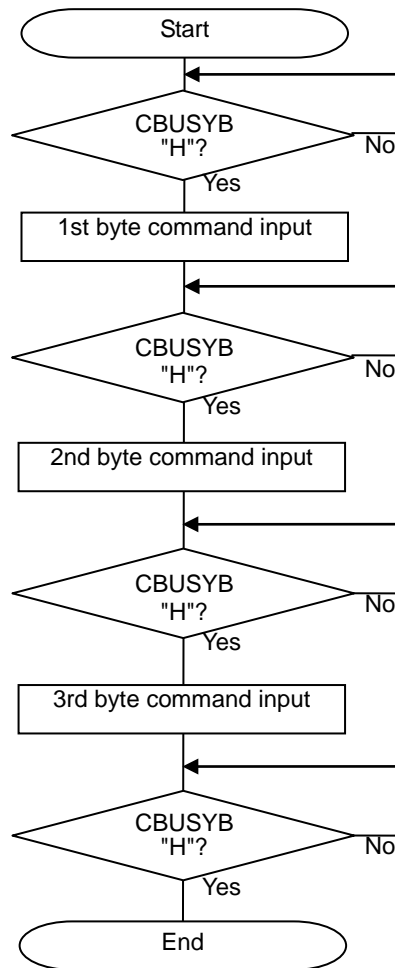 Start
CBUSYB
"H"?
No
Yes
1st byte command input
CBUSYB
"H"?
No
Yes
2nd byte command input
CBUSYB
"H"?
No
Yes
3rd byte command input
CBUSYB
"H"?
No
Yes
End